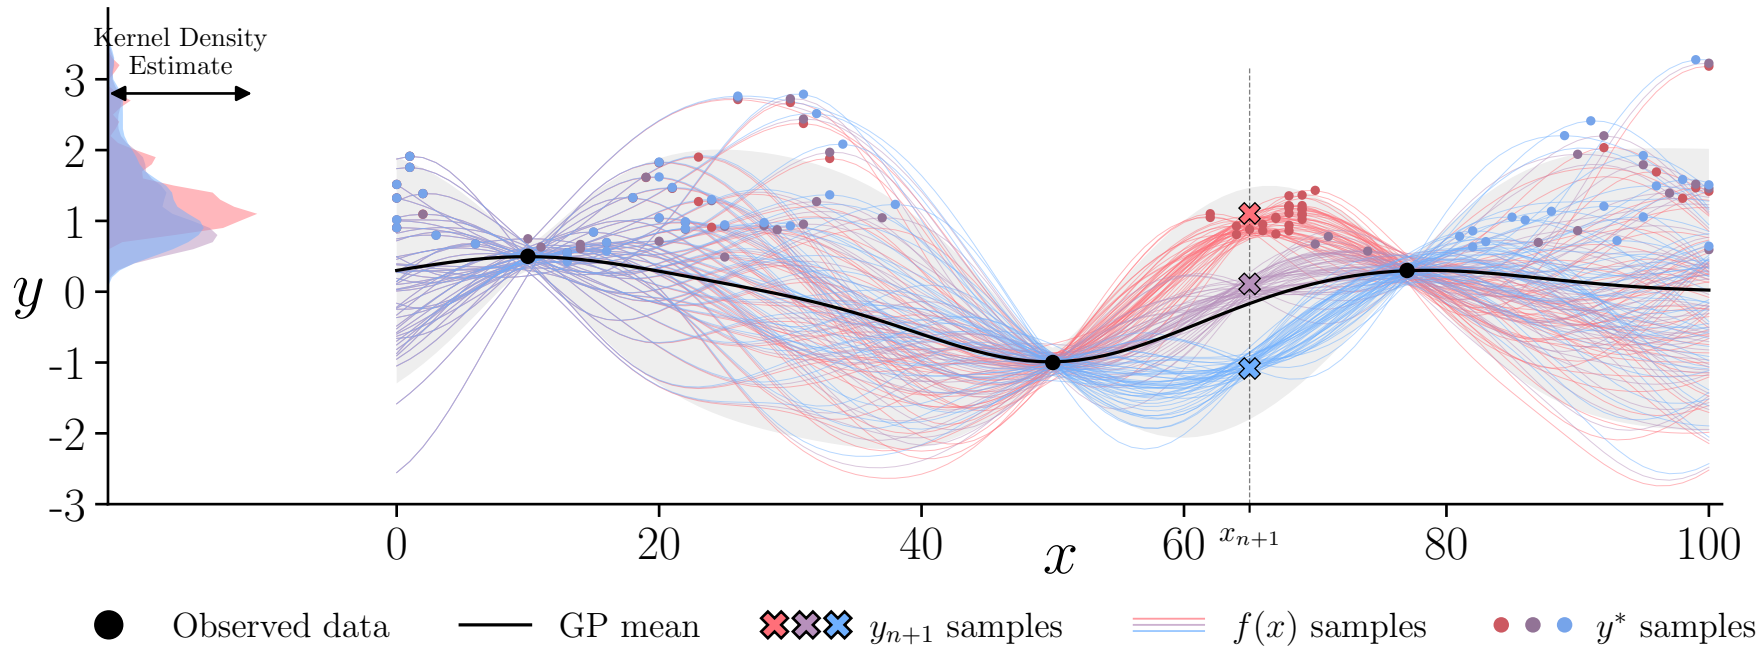 Kernel Density
Estimate
3
2
1
0
-1
-2
-3
y
0
20
40
60
80
100
x
x_{n+1}
Observed data
GP mean
y_{n+1} samples
f(x) samples
y* samples